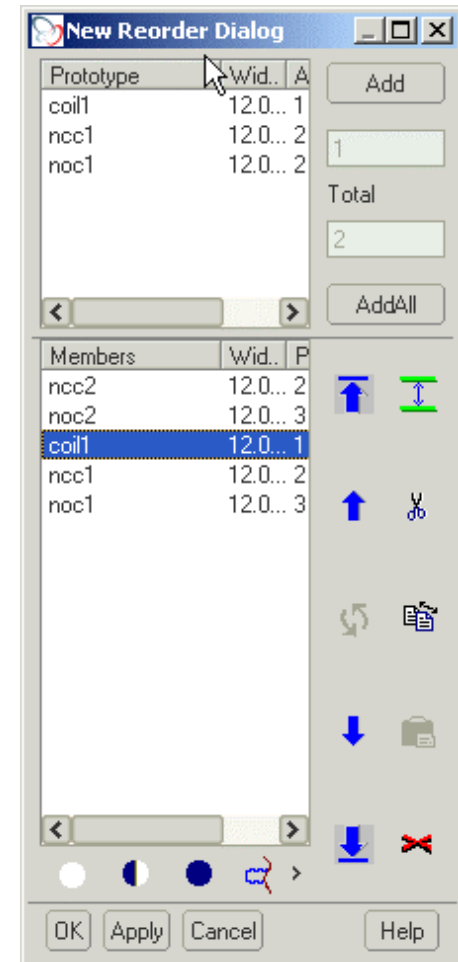 New Reorder Dialog
Prototype Wid.. A
coil1 12.0... 1
ncc1 12.0... 2
noc1 12.0... 2
Add
1
Total
2
AddAll
Members Wid.. P
ncc2 12.0... 2
noc2 12.0... 3
coil1 12.0... 1
ncc1 12.0... 2
noc1 12.0... 3
OK Apply Cancel Help